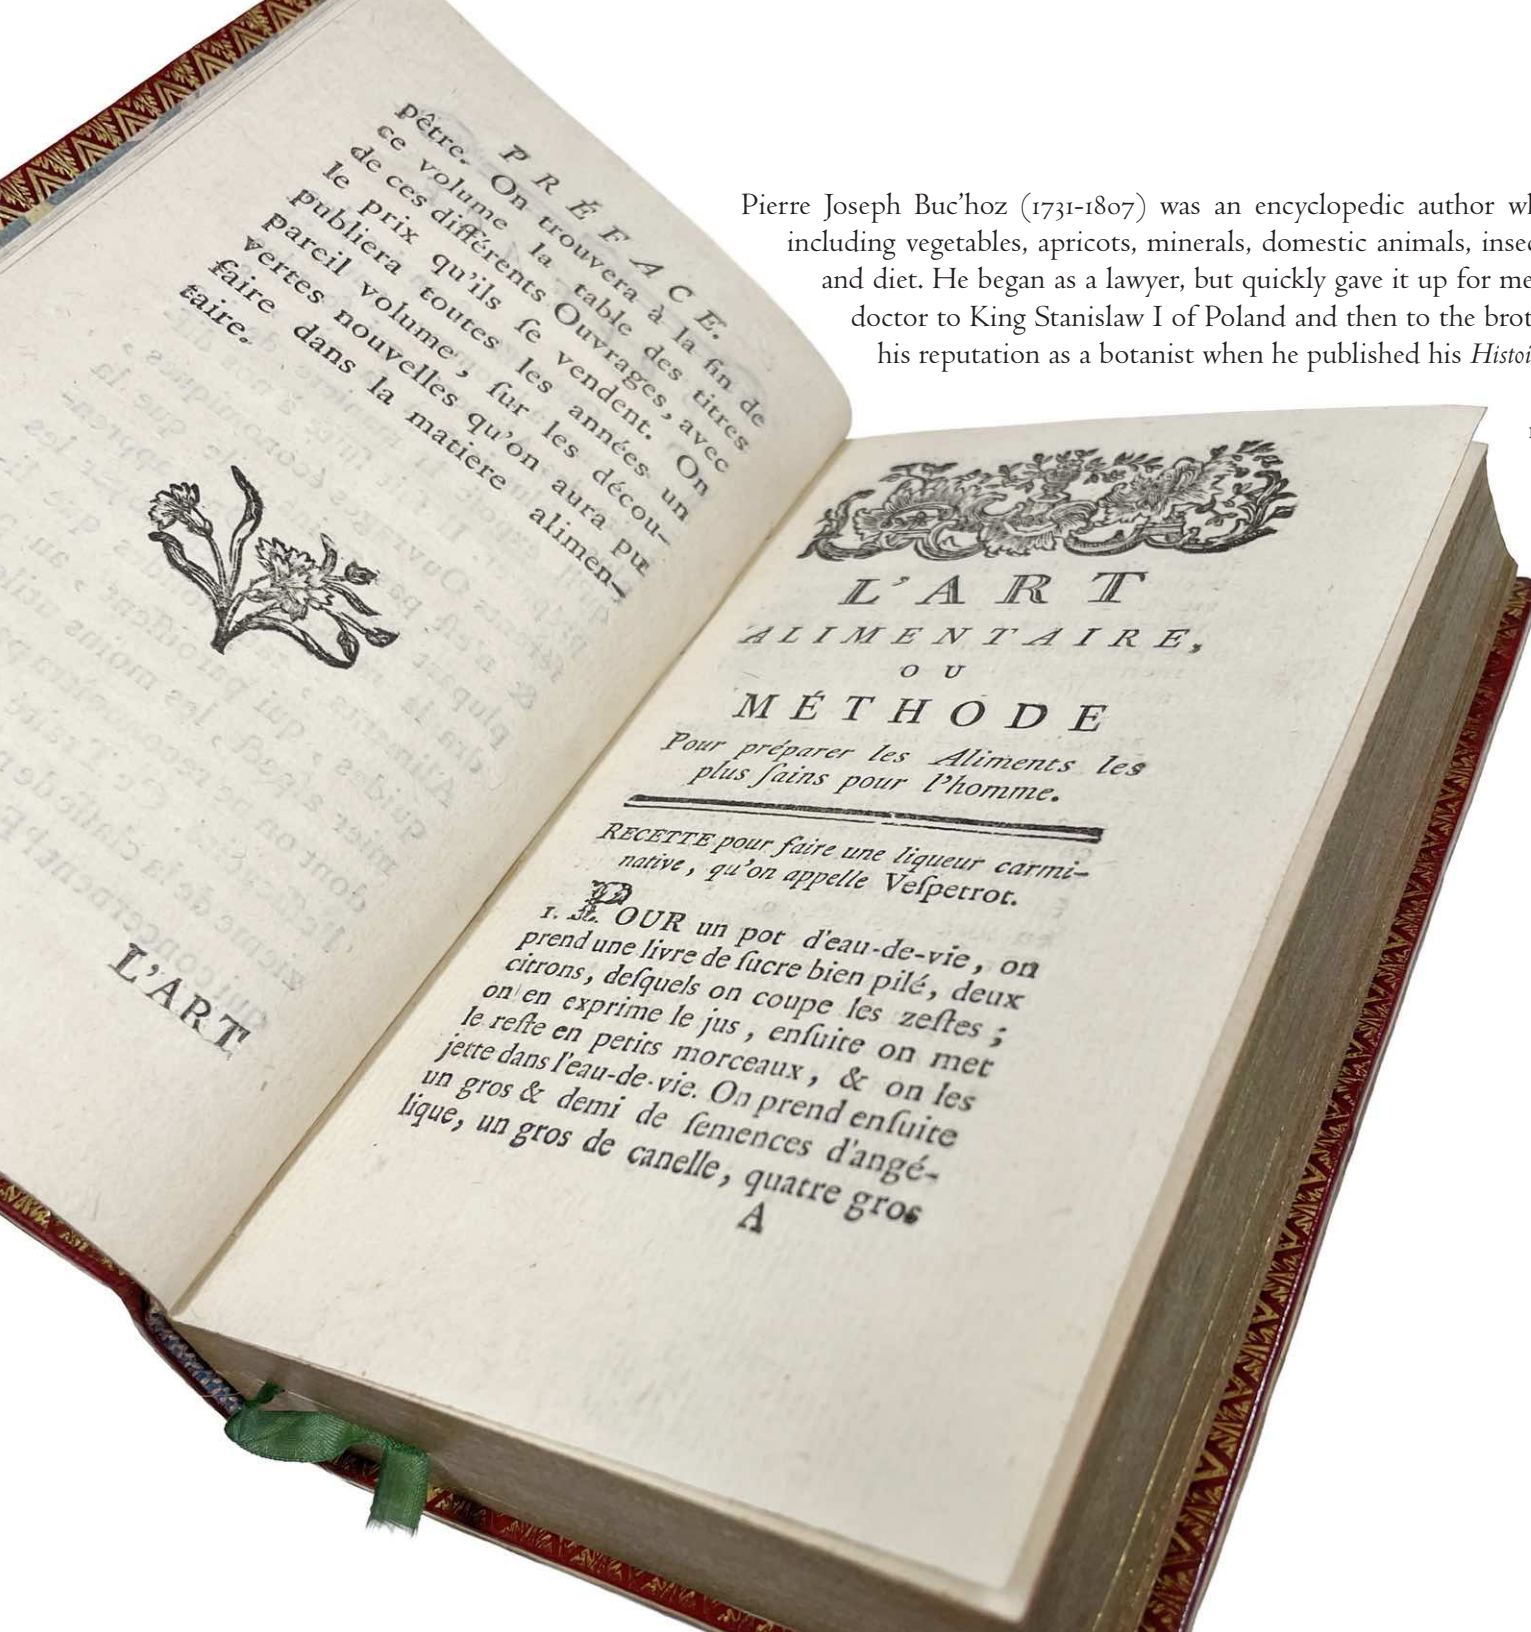 PRÉFACE.
pêtre. On trouvera à la fin de
ce volume la table des titres
de ces différents Ouvrages, avec
le prix qu'ils ſe vendent. On
publiera toutes les années un
pareil volume, ſur les décou-
vertes nouvelles qu'on aura pu
faire dans la matiere alimen-
taire.
L'ART
Pierre Joseph Buc'hoz (1731-1807) was an encyclopedic author wh
including vegetables, apricots, minerals, domestic animals, insec
and diet. He began as a lawyer, but quickly gave it up for me
doctor to King Stanislaw I of Poland and then to the brot
his reputation as a botanist when he published his Histoi
L'ART
ALIMENTAIRE,
OU
MÉTHODE
Pour préparer les Aliments les
plus ſains pour l'homme.
RECETTE pour faire une liqueur carmi-
native, qu'on appelle Veſpetrot.
1. POUR un pot d'eau-de-vie, on
prend une livre de ſucre bien pilé, deux
citrons, deſquels on coupe les zeſtes ;
on en exprime le jus, enſuite on met
le reſte en petits morceaux, & on les
jette dans l'eau-de-vie. On prend enſuite
un gros & demi de ſemences d'angé-
lique, un gros de canelle, quatre gros
A